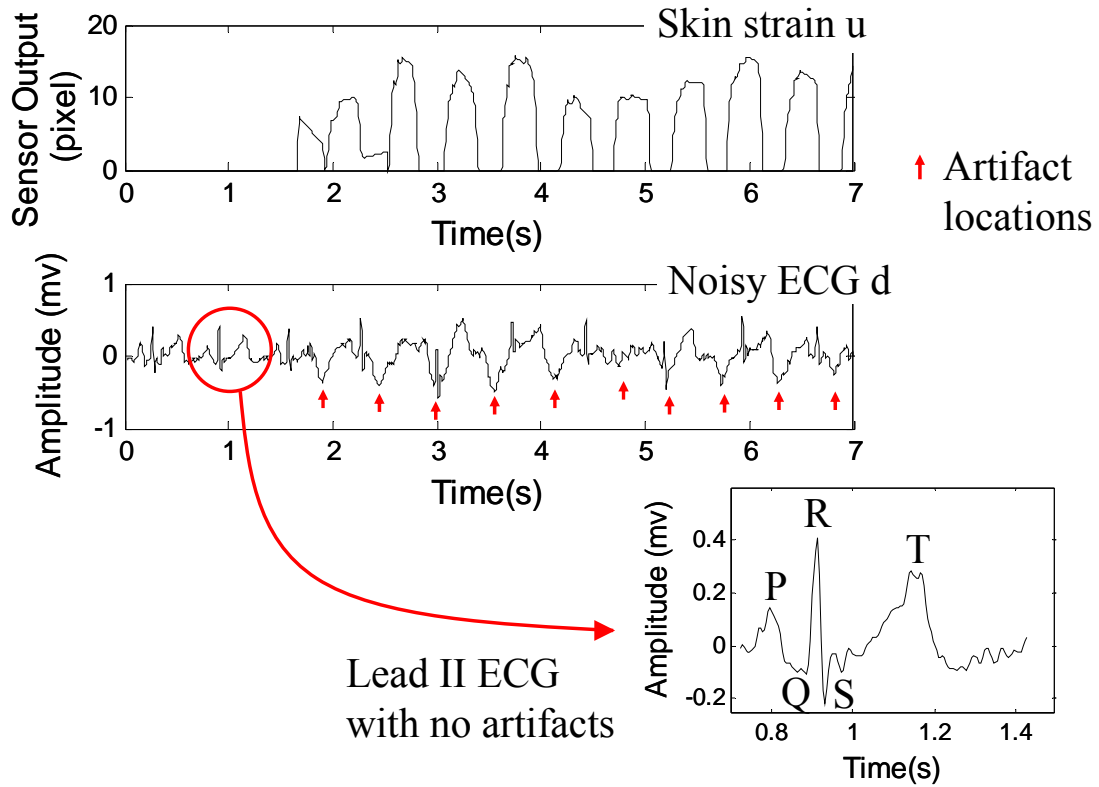 Skin strain u
20
10
0
Sensor Output
(pixel)
0 1 2 3 4 5 6 7
Time(s)
Artifact
locations
Noisy ECG d
1
0
-1
Amplitude (mv)
0 1 2 3 4 5 6 7
Time(s)
Lead II ECG
with no artifacts
R
T
P
Q
S
0.4
0.2
0
-0.2
Amplitude (mv)
0.8 1 1.2 1.4
Time(s)